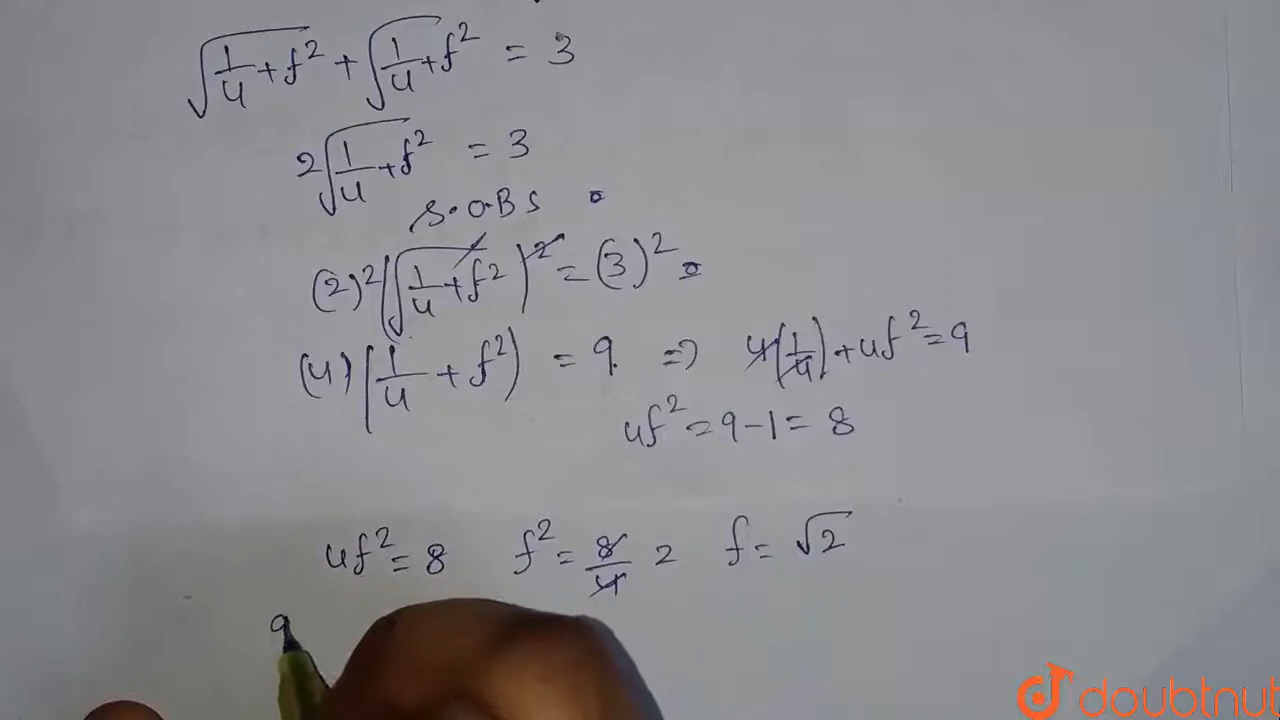 √(1/4 + f²) + √(1/4 + f²) = 3
2√(1/4 + f²) = 3
S.O.B.S
(2)² (√(1/4 + f²))² = (3)²
(4) (1/4 + f²) = 9. ⇒ 4(1/4) + 4f² = 9
4f² = 9 - 1 = 8
4f² = 8 f² = 8/4 2 f = √2
doubtnut